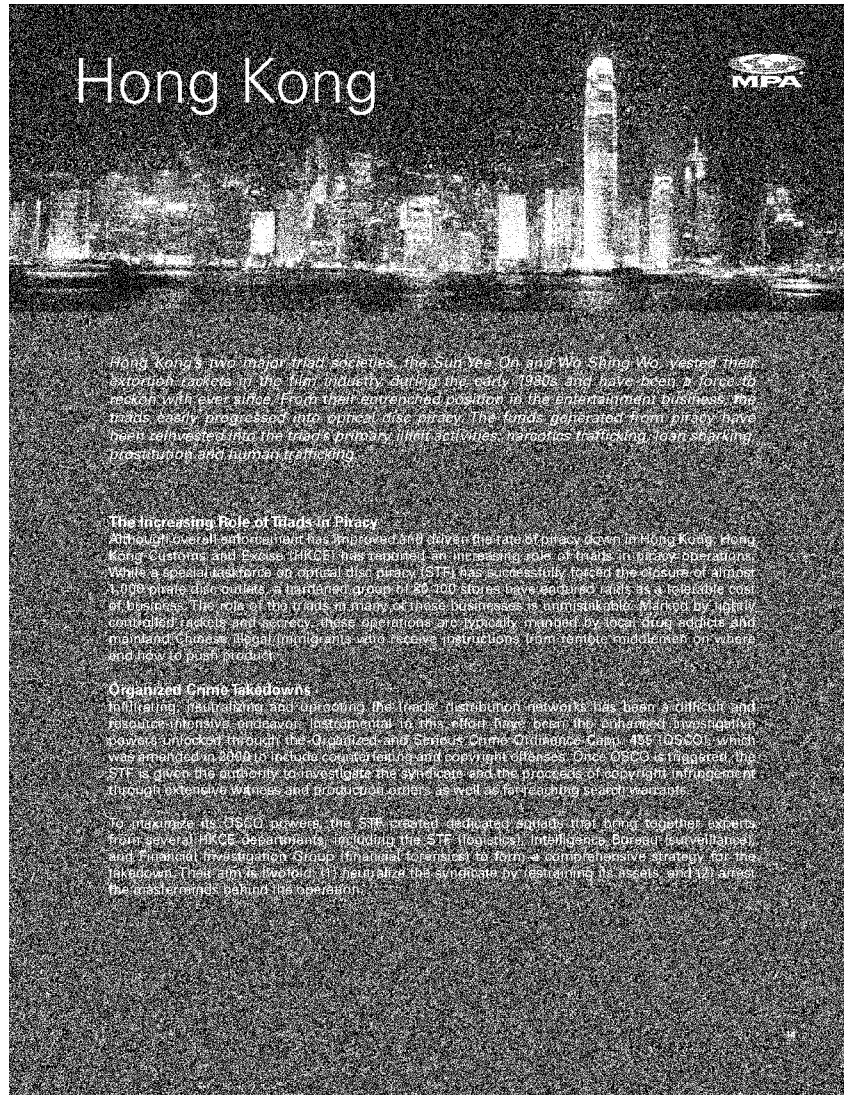 Hong Kong
MPA
Hong Kong's two major triad societies, the Sun Yee On and Wo Shing Wo, vested their
extortion rackets in the film industry during the early 1980s and have been a force to
reckon with ever since. From their entrenched position in the entertainment business, the
triads easily progressed into optical disc piracy. The funds generated from piracy have
been reinvested into the triad's primary illicit activities: narcotics trafficking, loan sharking,
prostitution and human trafficking.
The Increasing Role of Triads in Piracy
Although overall enforcement has improved and driven the rate of piracy down in Hong Kong, Hong
Kong Customs and Excise (HKCE) has reported an increasing role of triads in piracy operations.
While a special taskforce on optical disc piracy (STF) has successfully forced the closure of almost
1,000 pirate disc outlets, a hardened group of 80-100 stores have endured raids as a tolerable cost
of business. The role of the triads in many of those businesses is unmistakable. Marked by tightly
controlled rackets and secrecy, these operations are typically manned by local drug addicts and
mainland Chinese illegal immigrants who receive instructions from remote middlemen on where
and how to push product.
Organized Crime Takedowns
Infiltrating, neutralizing and uprooting the triads' distribution networks has been a difficult and
resource-intensive endeavor. Instrumental in this effort have been the enhanced investigative
powers unlocked through the Organized and Serious Crime Ordinance Capp. 455 (OSCO), which
was amended in 2000 to include counterfeiting and copyright offenses. Once OSCO is triggered, the
STF is given the authority to investigate the syndicate and the proceeds of copyright infringement
through extensive witness and production orders as well as far-reaching search warrants.
To maximize its OSCO powers, the STF created dedicated squads that bring together experts
from several HKCE departments, including the STF (logistics), Intelligence Bureau (surveillance),
and Financial Investigation Group (financial forensics) to form a comprehensive strategy for the
takedown. Their aim is twofold: (1) neutralize the syndicate by restraining its assets, and (2) arrest
the masterminds behind the operation.